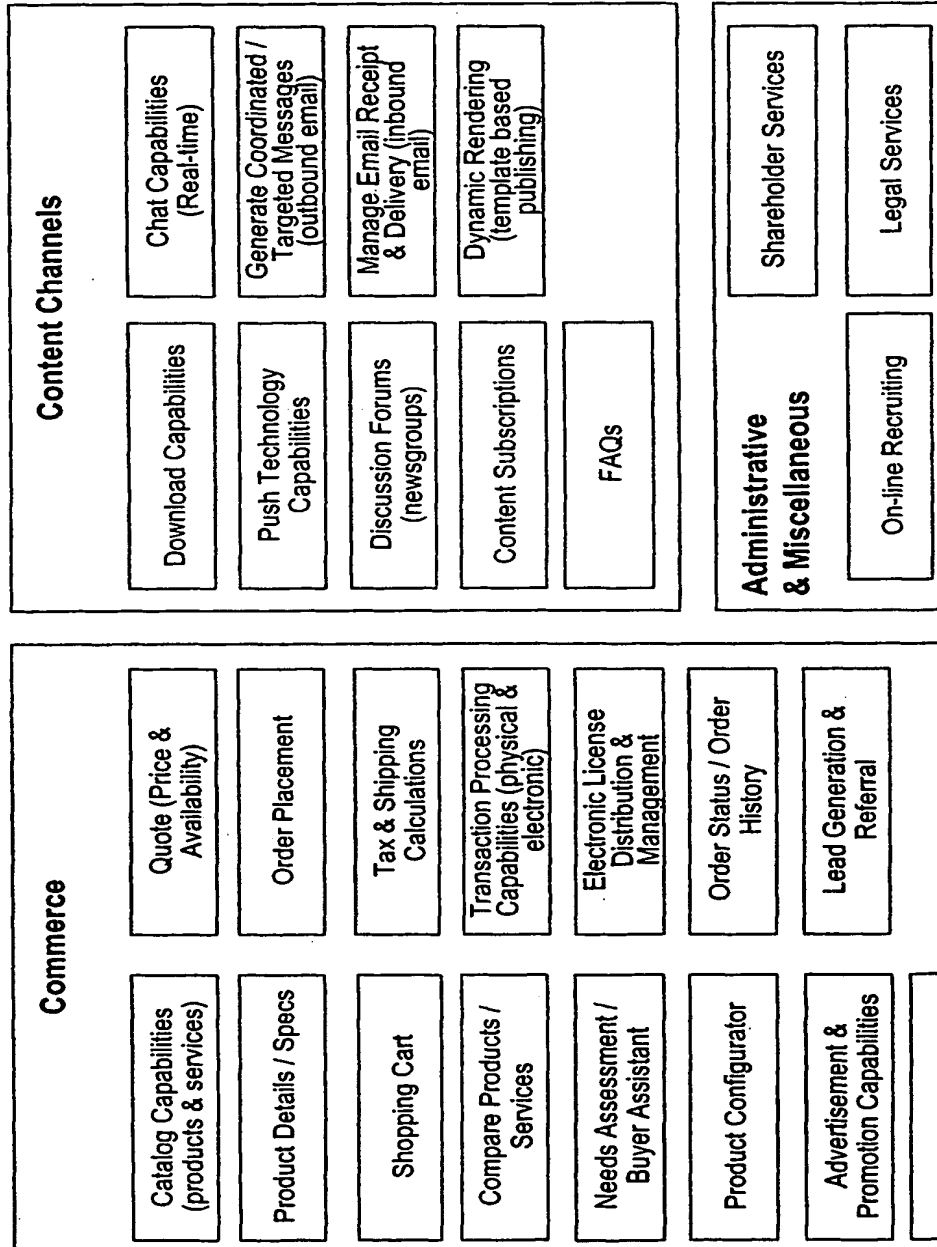 Commerce
Catalog Capabilities
(products & services)
Quote (Price &
Availability)
Product Details / Specs
Order Placement
Shopping Cart
Tax & Shipping
Calculations
Compare Products /
Services
Transaction Processing
Capabilities (physical &
electronic)
Needs Assessment /
Buyer Assistant
Electronic License
Distribution &
Management
Product Configurator
Order Status / Order
History
Advertisement &
Promotion Capabilities
Lead Generation &
Referral
Content Channels
Download Capabilities
Chat Capabilities
(Real-time)
Push Technology
Capabilities
Generate Coordinated /
Targeted Messages
(outbound email)
Discussion Forums
(newsgroups)
Manage Email Receipt
& Delivery (inbound
email)
Content Subscriptions
Dynamic Rendering
(template based
publishing)
FAQs
Administrative
& Miscellaneous
Shareholder Services
On-line Recruiting
Legal Services